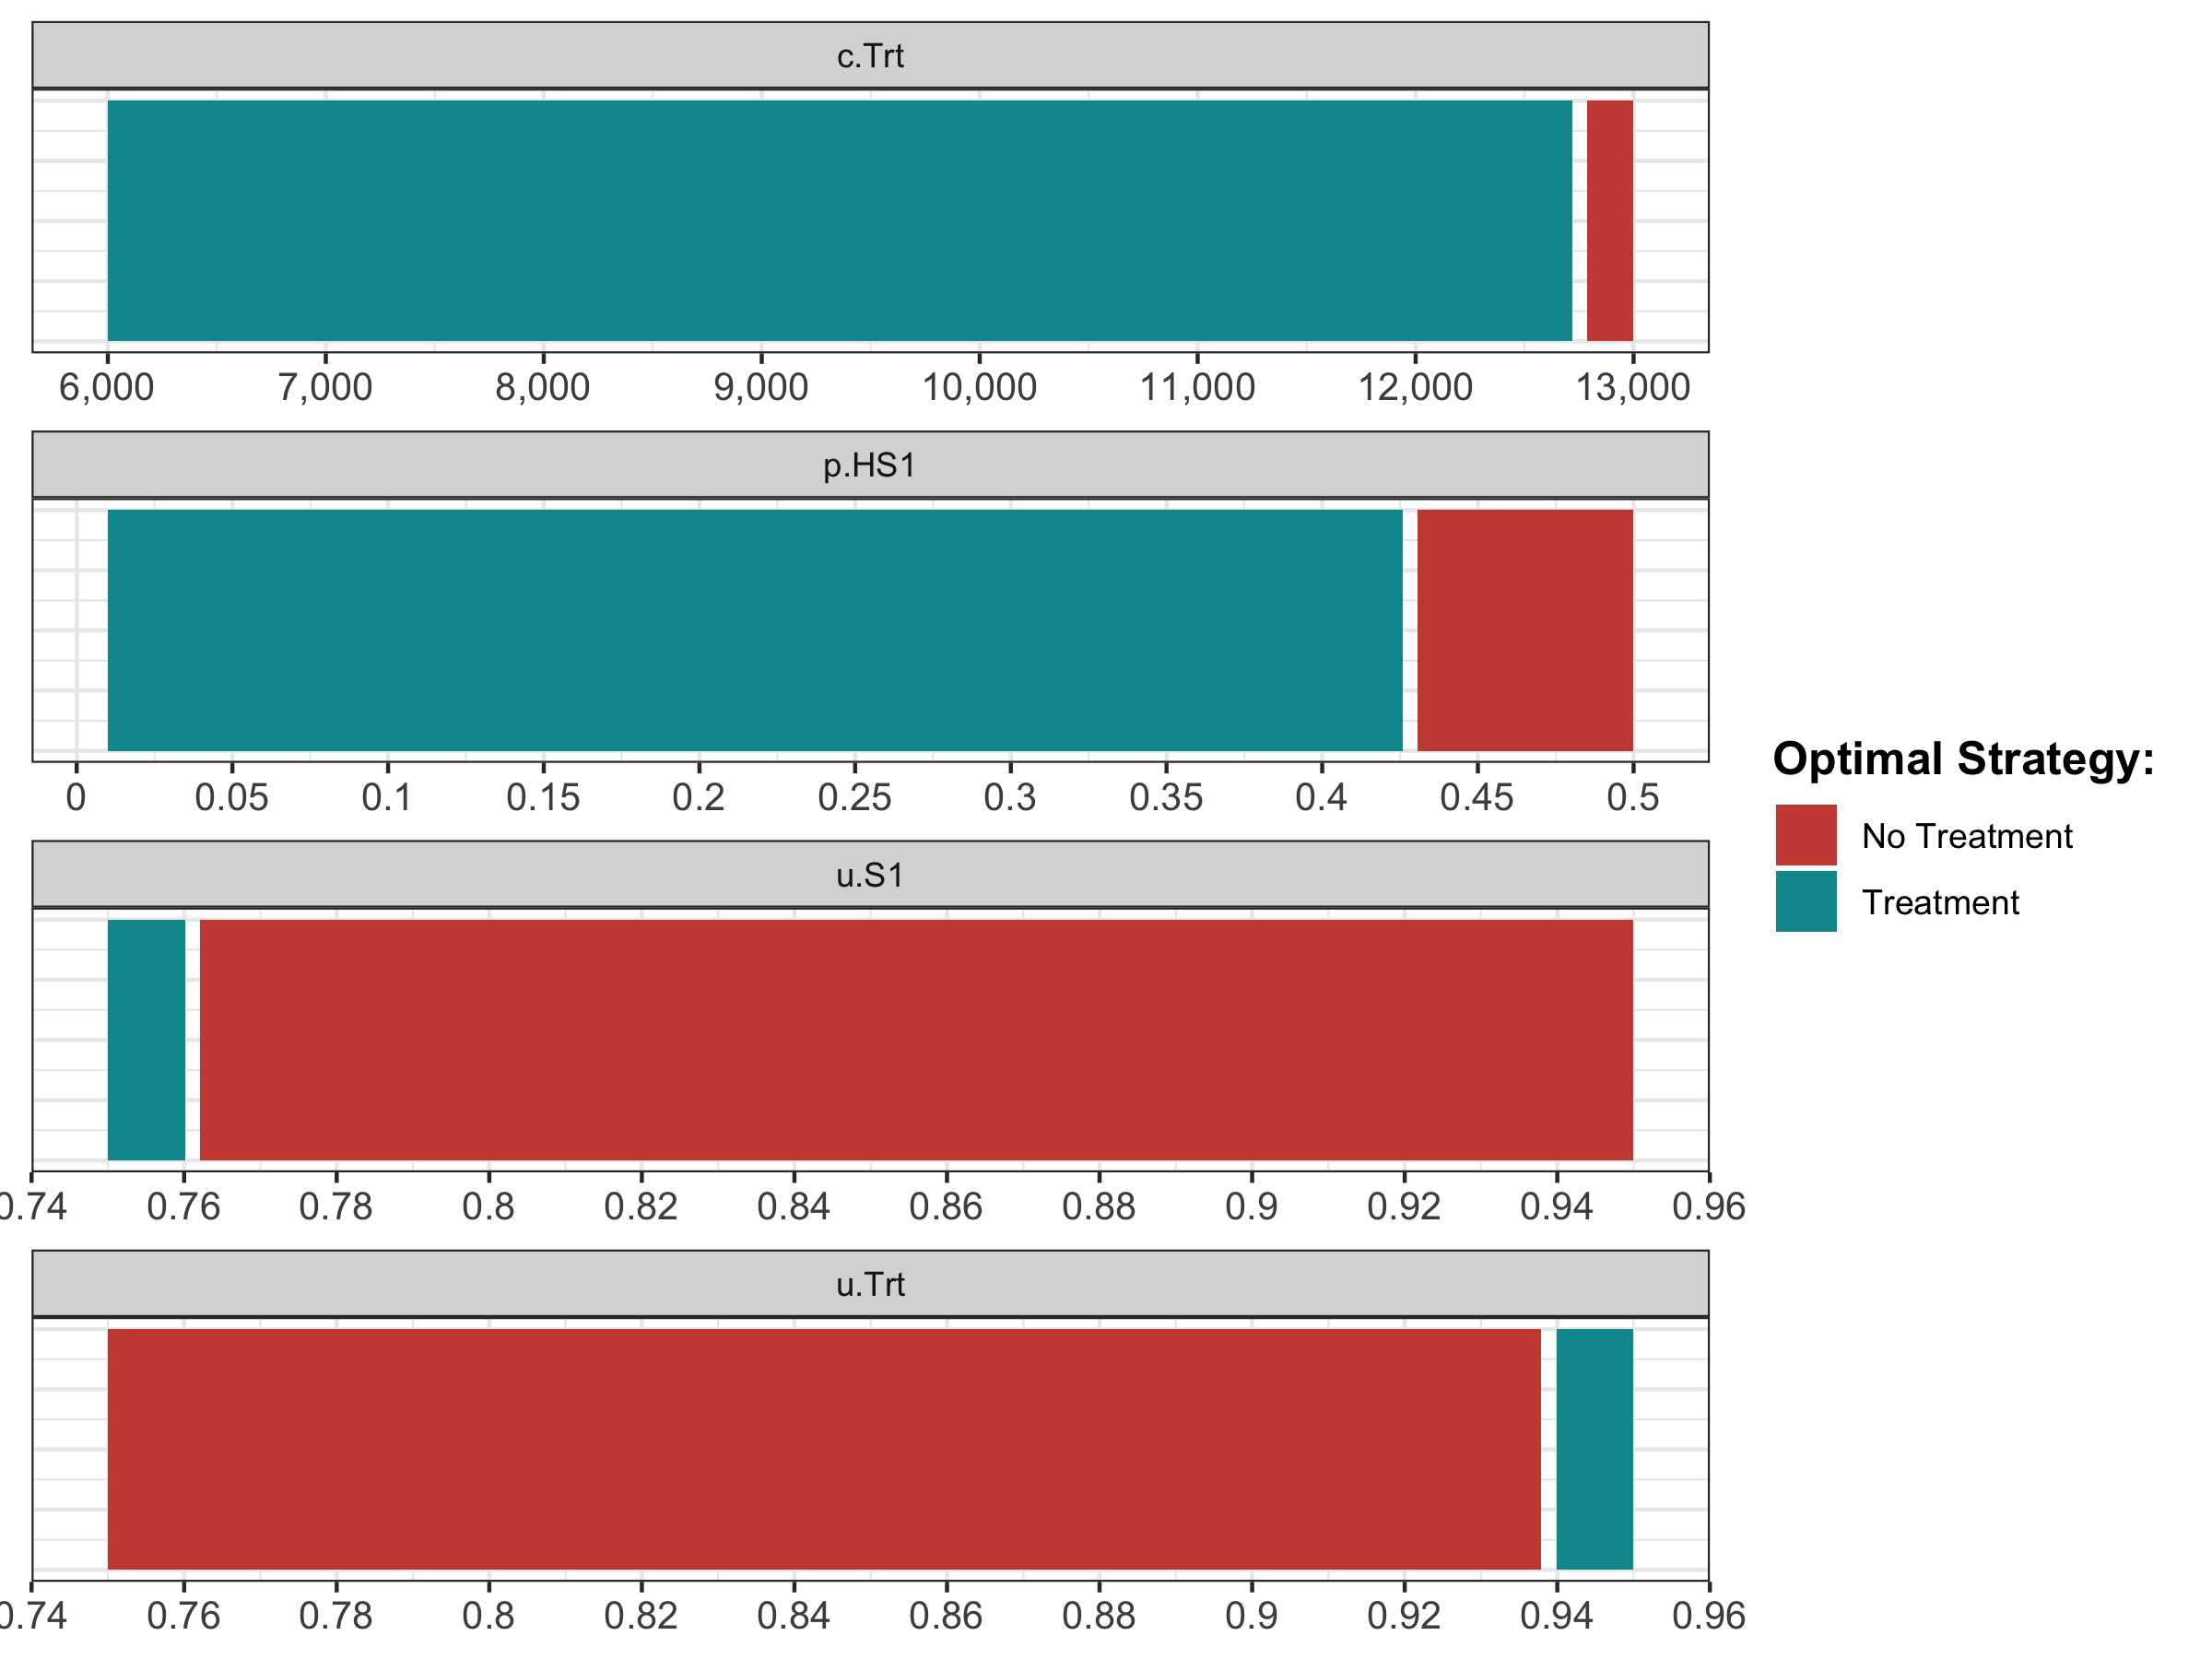 c.Trt
6,000 7,000 8,000 9,000 10,000 11,000 12,000 13,000
p.HS1
0 0.05 0.1 0.15 0.2 0.25 0.3 0.35 0.4 0.45 0.5
u.S1
0.74 0.76 0.78 0.8 0.82 0.84 0.86 0.88 0.9 0.92 0.94 0.96
u.Trt
0.74 0.76 0.78 0.8 0.82 0.84 0.86 0.88 0.9 0.92 0.94 0.96
Optimal Strategy:
No Treatment
Treatment